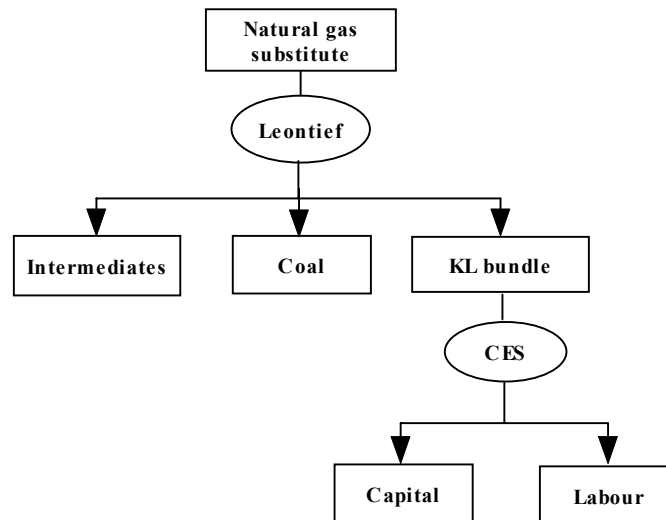 Natural gas
substitute
Leontief
Intermediates
Coal
KL bundle
CES
Capital
Labour